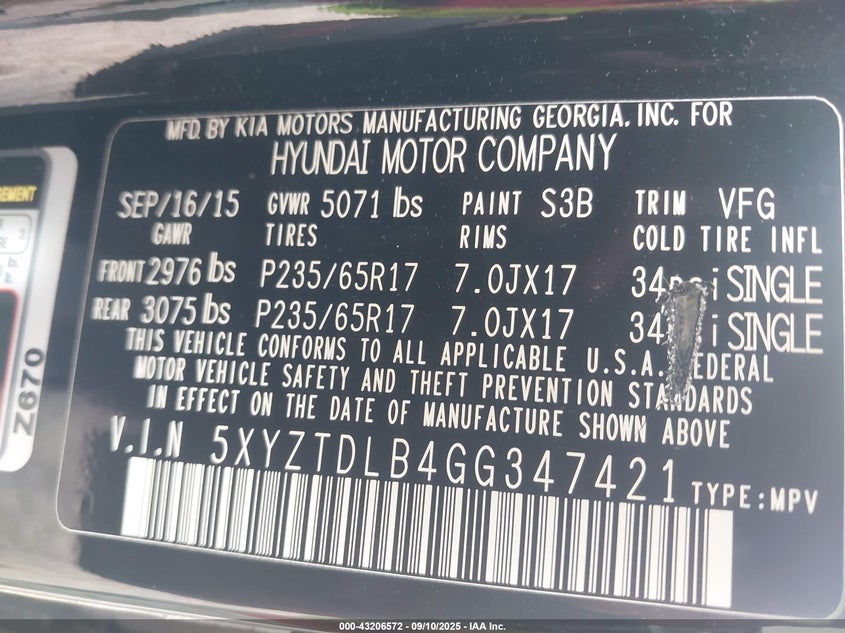 MFD. BY KIA MOTORS MANUFACTURING GEORGIA. INC. FOR
HYUNDAI MOTOR COMPANY
SEP/16/15 GVWR 5071 lbs PAINT S3B TRIM VFG
GAWR TIRES RIMS COLD TIRE INFL
FRONT 2976 lbs P235/65R17 7.0JX17 34psi SINGLE
REAR 3075 lbs P235/65R17 7.0JX17 34 i SINGLE
THIS VEHICLE CONFORMS TO ALL APPLICABLE U.S.A. FEDERAL
MOTOR VEHICLE SAFETY AND THEFT PREVENTION STANDARDS
IN EFFECT ON THE DATE OF MANUFACTURE SHOWN ABOVE
V.I.N 5XYZTDLB4GG347421 TYPE:MPV
Z670
000-43206572 - 09/10/2025 - IAA Inc.